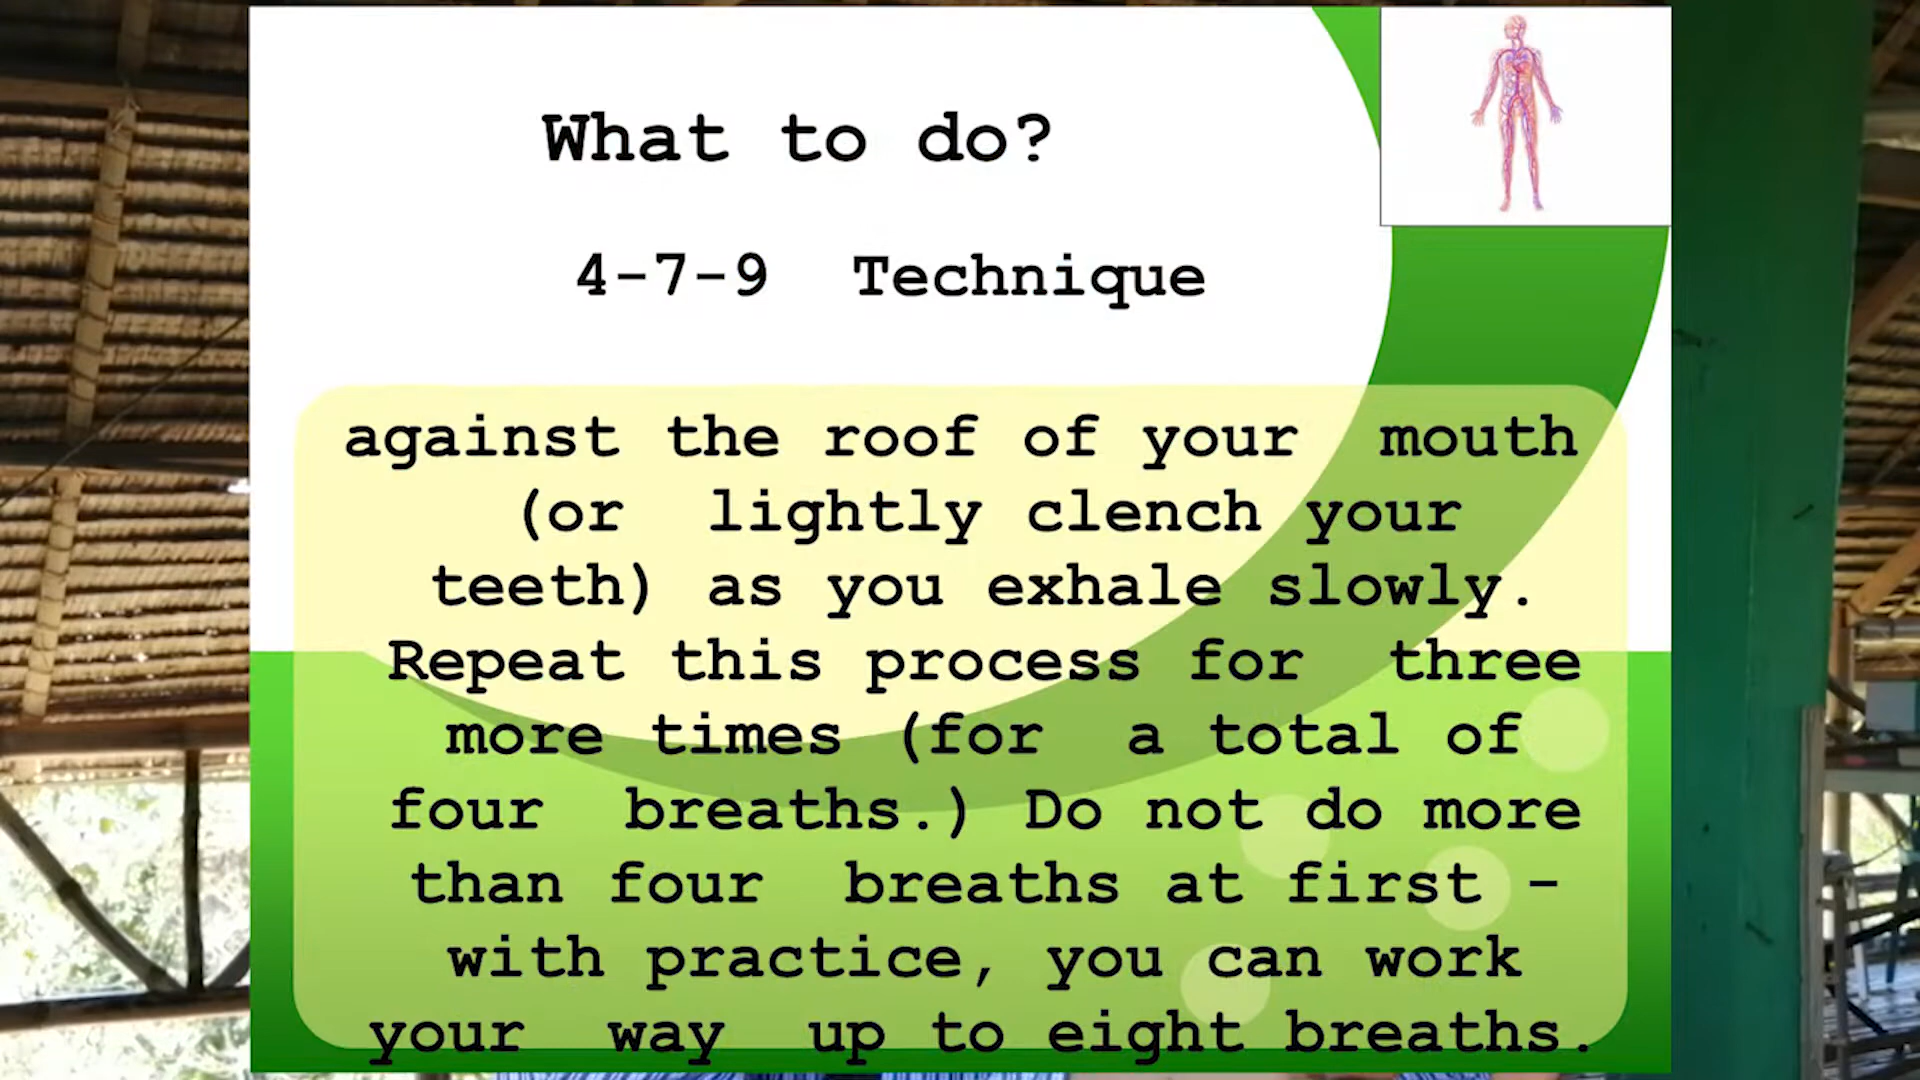 What to do?
4-7-9 Technique
against the roof of your mouth
(or lightly clench your
teeth) as you exhale slowly.
Repeat this process for three
more times (for a total of
four breaths.) Do not do more
than four breaths at first -
with practice, you can work
your way up to eight breaths.